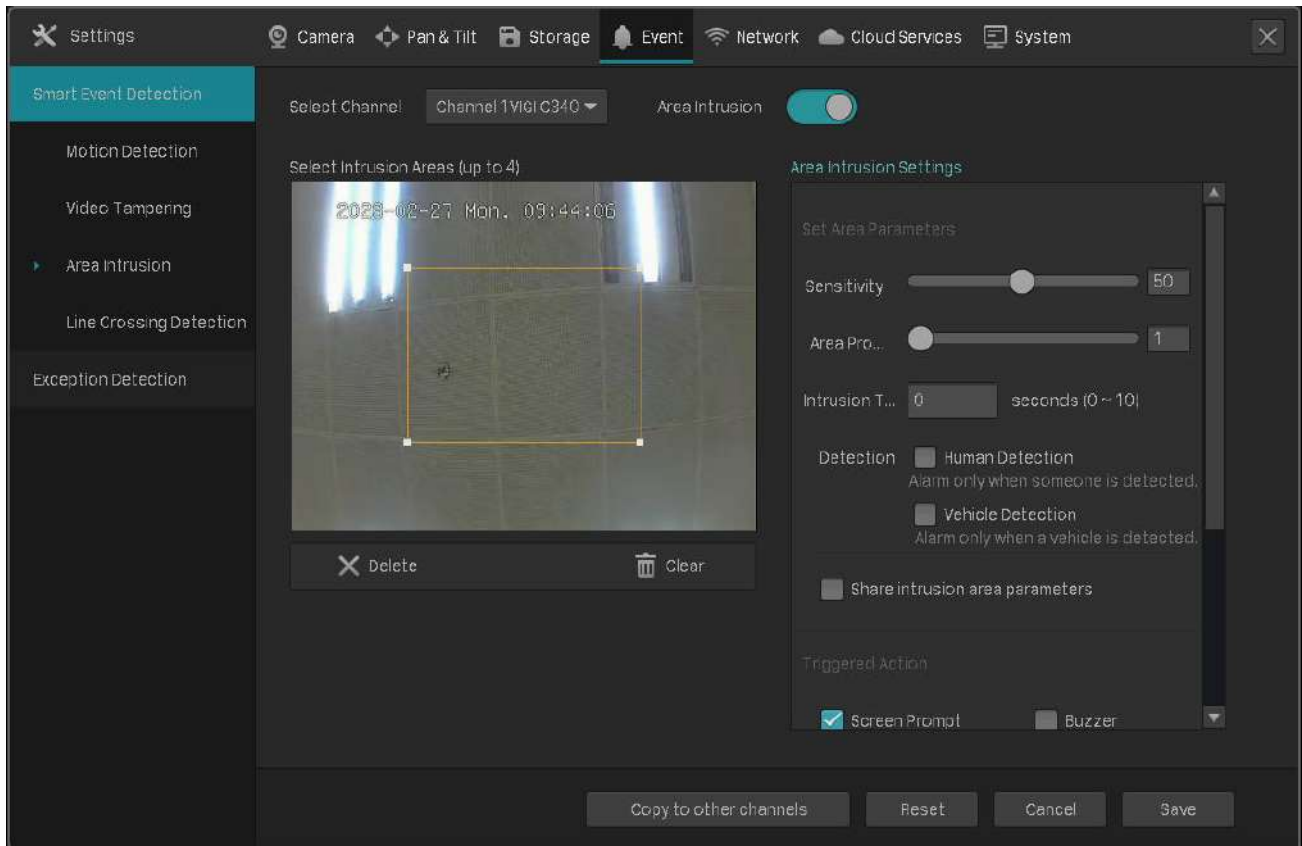 Settings
Camera
Pan & Tilt
Storage
Event
Network
Cloud Services
System
Smart Event Detection
Motion Detection
Video Tampering
Area Intrusion
Line Crossing Detection
Exception Detection
Select Channel
Channel 1 VIGI C340
Area Intrusion
Select Intrusion Areas (up to 4)
2023-02-27 Mon. 09:44:06
Delete
Clear
Area Intrusion Settings
Set Area Parameters
Sensitivity
50
Area Pro...
1
Intrusion T...
0
seconds (0 ~ 10)
Detection
Human Detection
Alarm only when someone is detected.
Vehicle Detection
Alarm only when a vehicle is detected.
Share intrusion area parameters
Triggered Action
Screen Prompt
Buzzer
Copy to other channels
Reset
Cancel
Save